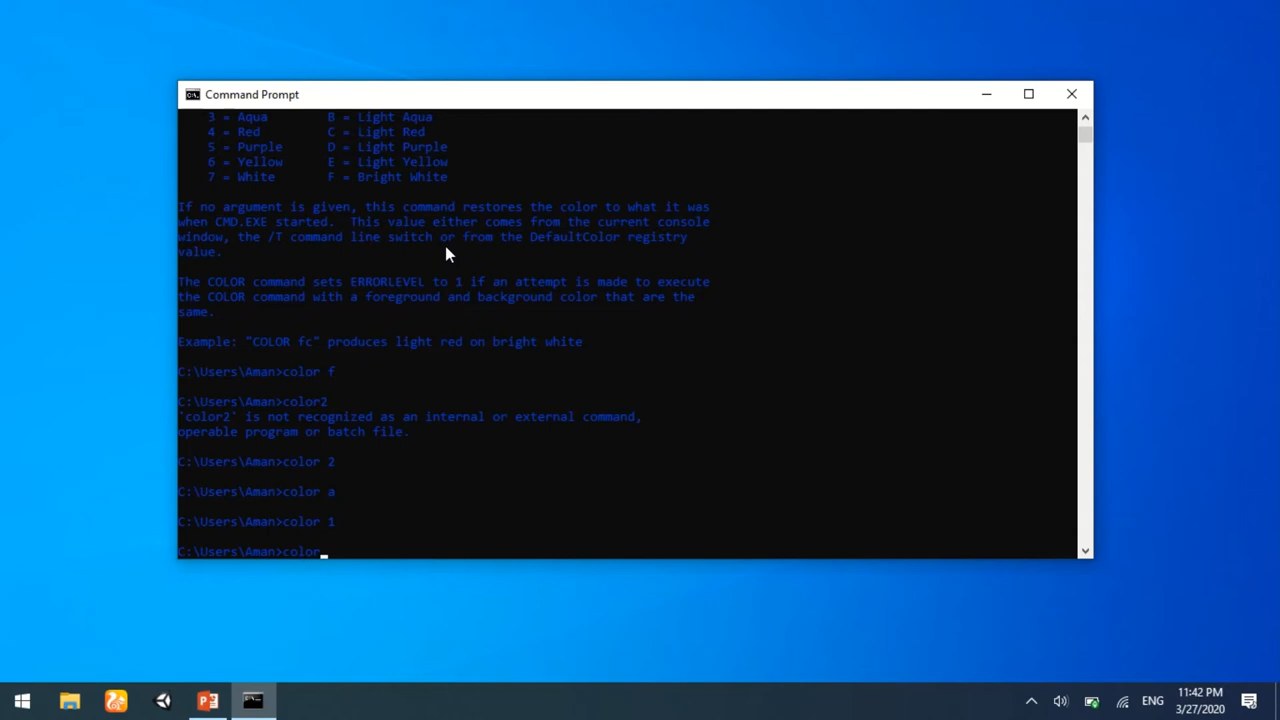 Command Prompt
3 = Aqua B = Light Aqua
4 = Red C = Light Red
5 = Purple D = Light Purple
6 = Yellow E = Light Yellow
7 = White F = Bright White
If no argument is given, this command restores the color to what it was
when CMD.EXE started. This value either comes from the current console
window, the /T command line switch or from the DefaultColor registry
value.
The COLOR command sets ERRORLEVEL to 1 if an attempt is made to execute
the COLOR command with a foreground and background color that are the
same.
Example: "COLOR fc" produces light red on bright white
C:\Users\Aman>color f
C:\Users\Aman>color2
'color2' is not recognized as an internal or external command,
operable program or batch file.
C:\Users\Aman>color 2
C:\Users\Aman>color a
C:\Users\Aman>color 1
C:\Users\Aman>color
ENG
11:42 PM
3/27/2020